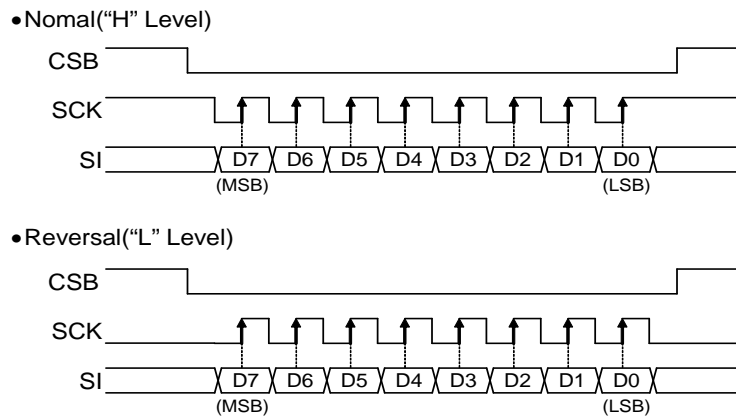 •Nomal(“H” Level)
CSB
SCK
SI D7 D6 D5 D4 D3 D2 D1 D0
(MSB) (LSB)
•Reversal(“L” Level)
CSB
SCK
SI D7 D6 D5 D4 D3 D2 D1 D0
(MSB) (LSB)